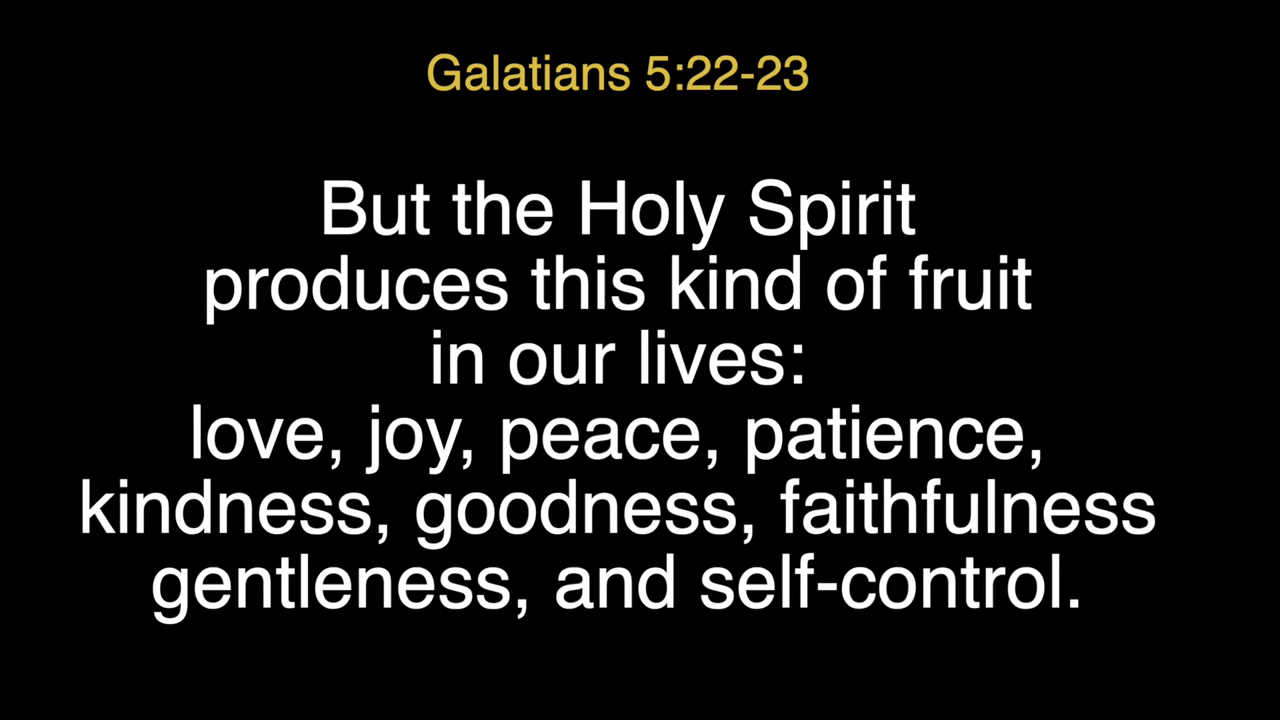 Galatians 5:22-23
But the Holy Spirit
produces this kind of fruit
in our lives:
love, joy, peace, patience,
kindness, goodness, faithfulness
gentleness, and self-control.